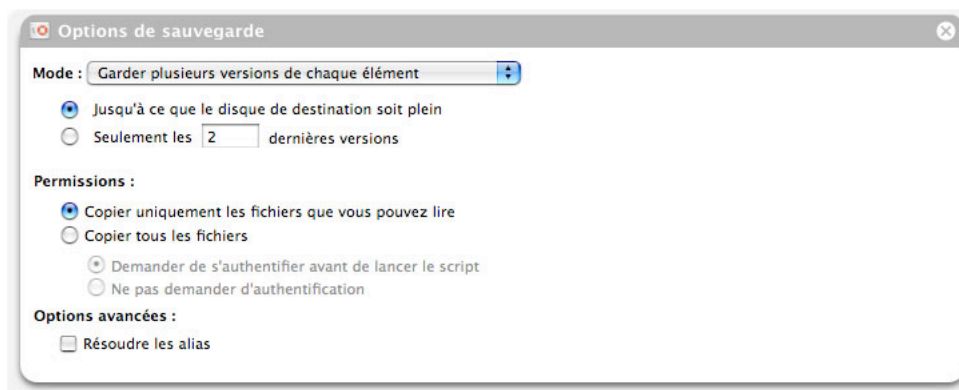 Options de sauvegarde
Mode : Garder plusieurs versions de chaque élément
Jusqu'à ce que le disque de destination soit plein
Seulement les 2 dernières versions
Permissions :
Copier uniquement les fichiers que vous pouvez lire
Copier tous les fichiers
Demander de s'authentifier avant de lancer le script
Ne pas demander d'authentification
Options avancées :
Résoudre les alias